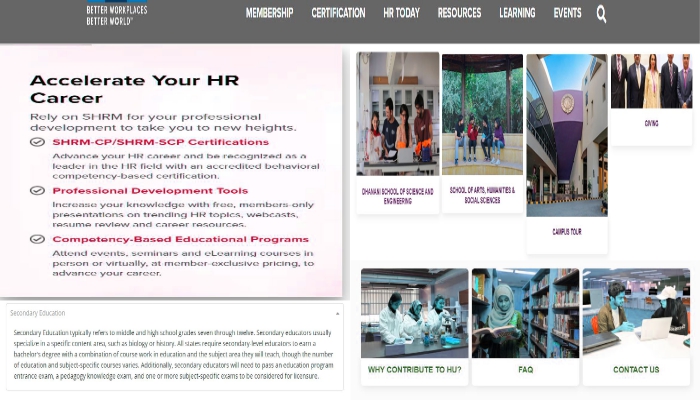 BETTER WORKPLACES
BETTER WORLD™
MEMBERSHIP CERTIFICATION HR TODAY RESOURCES LEARNING EVENTS
Accelerate Your HR
Career
Rely on SHRM for your professional
development to take you to new heights.
SHRM-CP/SHRM-SCP Certifications
Advance your HR career and be recognized as a
leader in the HR field with an accredited behavioral
competency-based certification.
Professional Development Tools
Increase your knowledge with free, members-only
presentations on trending HR topics, webcasts,
resume review and career resources.
Competency-Based Educational Programs
Attend events, seminars and eLearning courses in
person or virtually, at member-exclusive pricing, to
advance your career.
Secondary Education
Secondary Education typically refers to middle and high school grades seven through twelve. Secondary educators usually
specialize in a specific content area, such as biology or history. All states require secondary level educators to earn a
bachelor's degree with a combination of course work in education and the subject area they will teach, though the number
of education and subject-specific courses varies. Additionally, secondary educators will need to pass an education program
entrance exam, a pedagogy knowledge exam, and one or more subject-specific exams to be considered for licensure.
DHANANI SCHOOL OF SCIENCE AND
ENGINEERING
SCHOOL OF ARTS, HUMANITIES &
SOCIAL SCIENCES
CAMPUS TOUR
GIVING
WHY CONTRIBUTE TO HU?
FAQ
CONTACT US